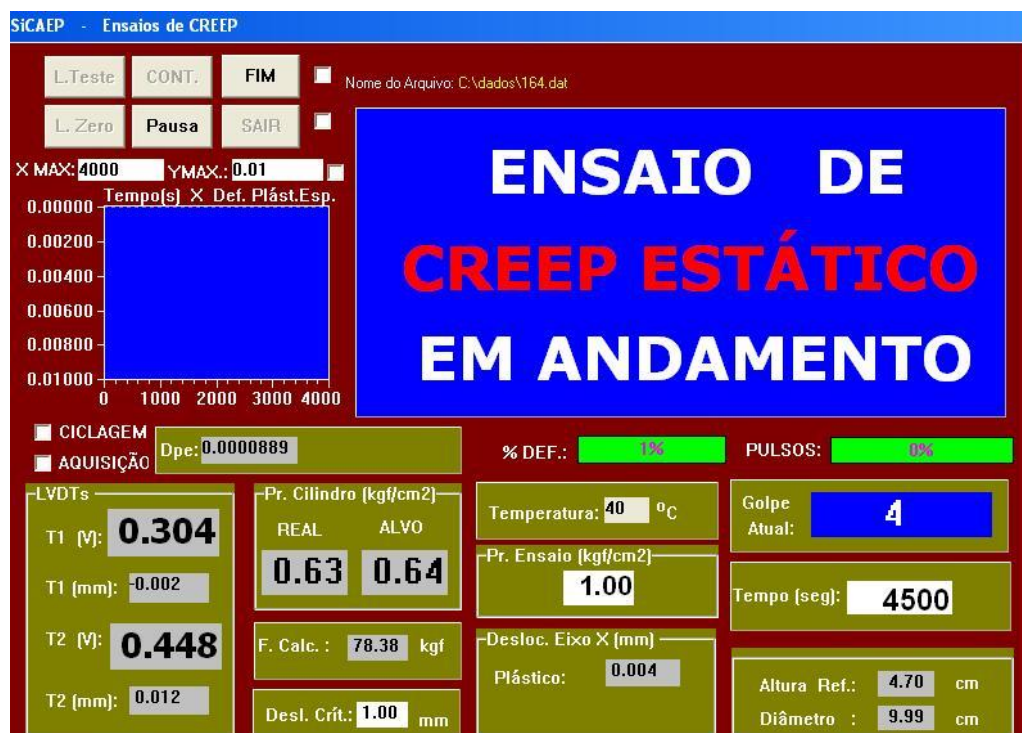 SiCAEP - Ensaios de CREEP
L.Teste CONT. FIM
Nome do Arquivo: C:\dados\164.dat
L. Zero Pausa SAIR
X MAX: 4000 YMAX.: 0.01
Tempo(s) X Def. Plást.Esp.
0.00000
0.00200
0.00400
0.00600
0.00800
0.01000
0 1000 2000 3000 4000
ENSAIO DE
CREEP ESTÁTICO
EM ANDAMENTO
CICLAGEM
AQUISIÇÃO
Dpe: 0.0000889
% DEF.: 1%
PULSOS: 0%
LVDTs
T1 (V): 0.304
T1 (mm): -0.002
T2 (V): 0.448
T2 (mm): 0.012
Pr. Cilindro (kgf/cm2)
REAL ALVO
0.63 0.64
F. Calc. : 78.38 kgf
Desl. Crít.: 1.00 mm
Temperatura: 40 ºC
Pr. Ensaio (kgf/cm2)
1.00
Desloc. Eixo X (mm)
Plástico: 0.004
Golpe
Atual: 4
Tempo (seg): 4500
Altura Ref.: 4.70 cm
Diâmetro : 9.99 cm